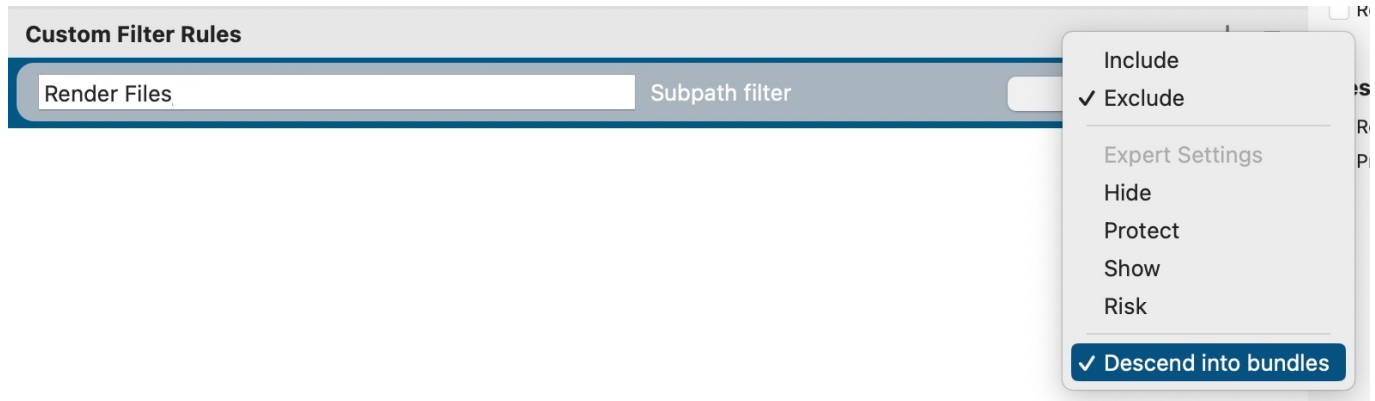 Custom Filter Rules
Render Files
Subpath filter
Include
✓ Exclude
Expert Settings
Hide
Protect
Show
Risk
✓ Descend into bundles